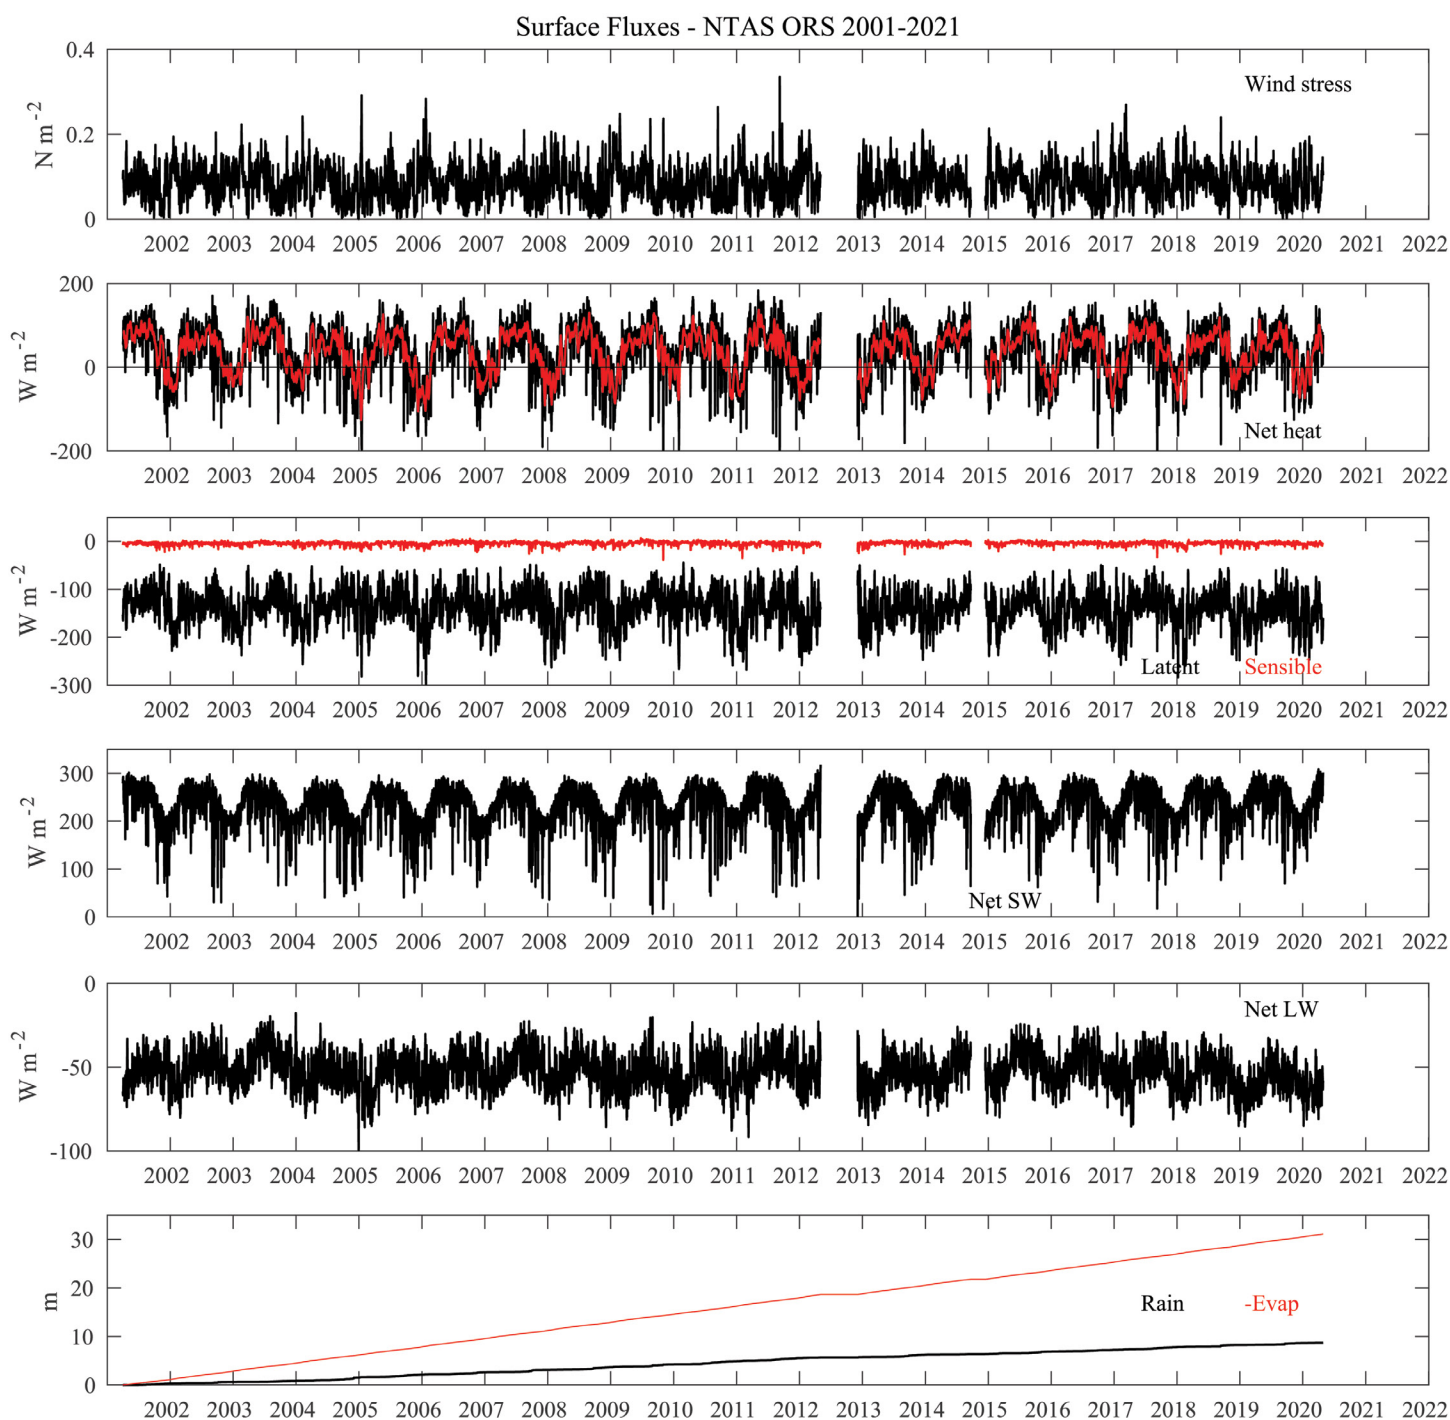 Surface Fluxes - NTAS ORS 2001-2021
0.4
0.2
0
N m-2
Wind stress
2002 2003 2004 2005 2006 2007 2008 2009 2010 2011 2012 2013 2014 2015 2016 2017 2018 2019 2020 2021 2022
200
0
-200
W m-2
Net heat
2002 2003 2004 2005 2006 2007 2008 2009 2010 2011 2012 2013 2014 2015 2016 2017 2018 2019 2020 2021 2022
0
-100
-200
-300
W m-2
Latent Sensible
2002 2003 2004 2005 2006 2007 2008 2009 2010 2011 2012 2013 2014 2015 2016 2017 2018 2019 2020 2021 2022
300
200
100
0
W m-2
Net SW
2002 2003 2004 2005 2006 2007 2008 2009 2010 2011 2012 2013 2014 2015 2016 2017 2018 2019 2020 2021 2022
0
-50
-100
W m-2
Net LW
2002 2003 2004 2005 2006 2007 2008 2009 2010 2011 2012 2013 2014 2015 2016 2017 2018 2019 2020 2021 2022
30
20
10
0
m
Rain -Evap
2002 2003 2004 2005 2006 2007 2008 2009 2010 2011 2012 2013 2014 2015 2016 2017 2018 2019 2020 2021 2022